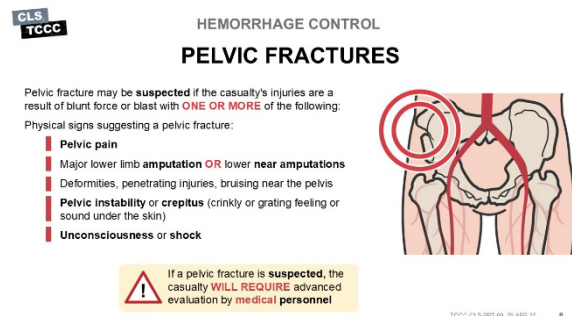 CLS
TCCC
HEMORRHAGE CONTROL
PELVIC FRACTURES
Pelvic fracture may be suspected if the casualty's injuries are a
result of blunt force or blast with ONE OR MORE of the following:
Physical signs suggesting a pelvic fracture:
Pelvic pain
Major lower limb amputation OR lower near amputations
Deformities, penetrating injuries, bruising near the pelvis
Pelvic instability or crepitus (crinkly or grating feeling or
sound under the skin)
Unconsciousness or shock
!
If a pelvic fracture is suspected, the
casualty WILL REQUIRE advanced
evaluation by medical personnel